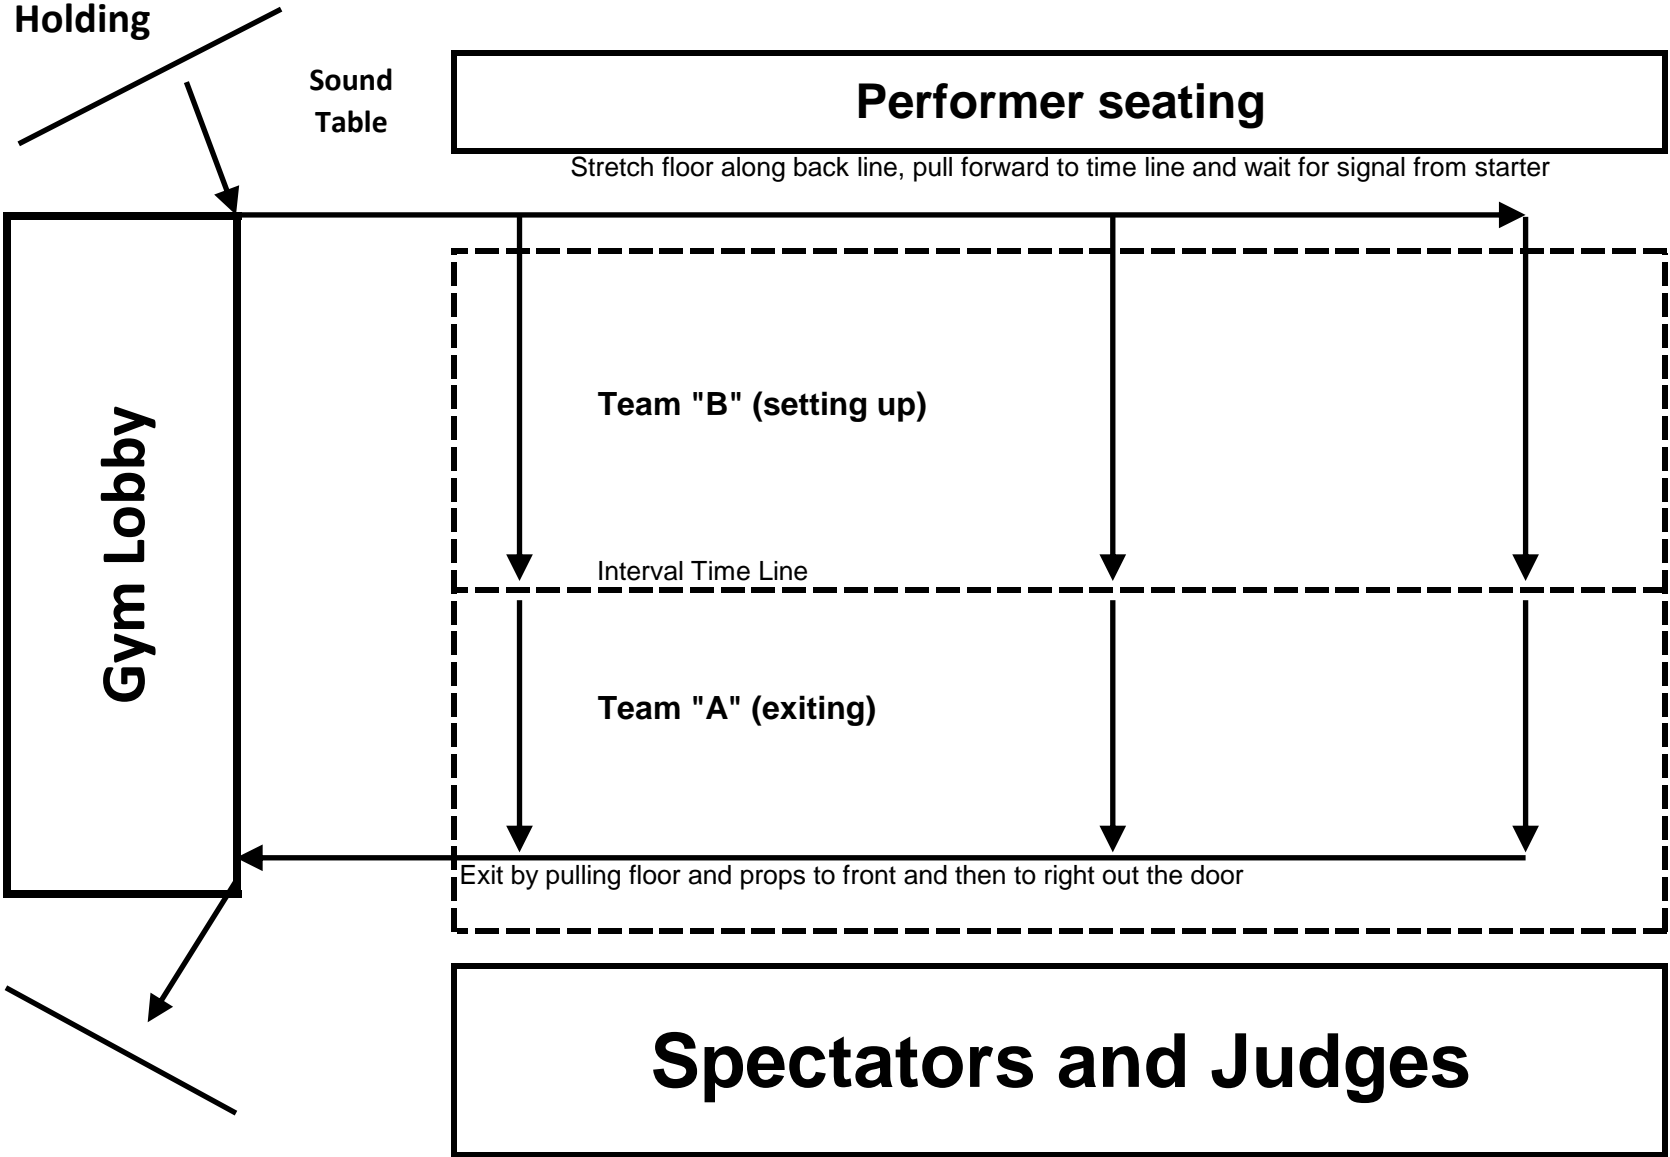 Holding
Sound
Table
Performer seating
Stretch floor along back line, pull forward to time line and wait for signal from starter
Gym Lobby
Team "B" (setting up)
Interval Time Line
Team "A" (exiting)
Exit by pulling floor and props to front and then to right out the door
Spectators and Judges